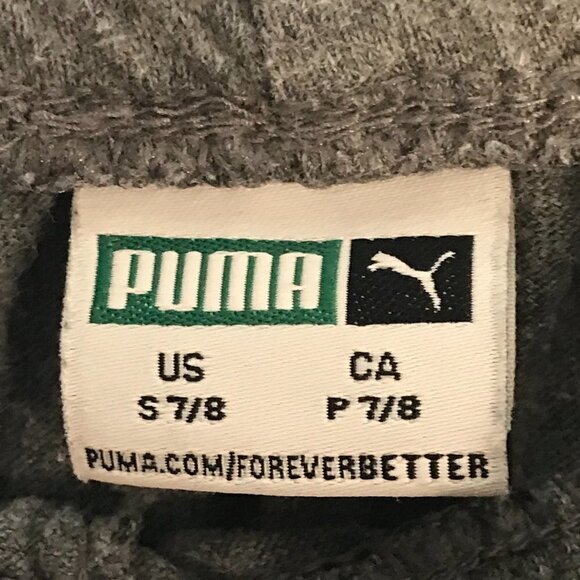 PUMA
US CA
S 7/8 P 7/8
PUMA.COM/FOREVERBETTER